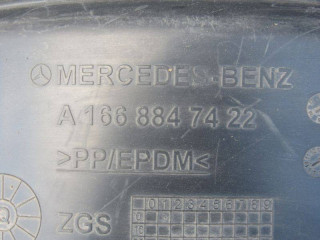 MERCEDES-BENZ
A 166 884 74 22
>PP/EPDM<
ZGS
0 1 2 3 4 5 6 7 8 9